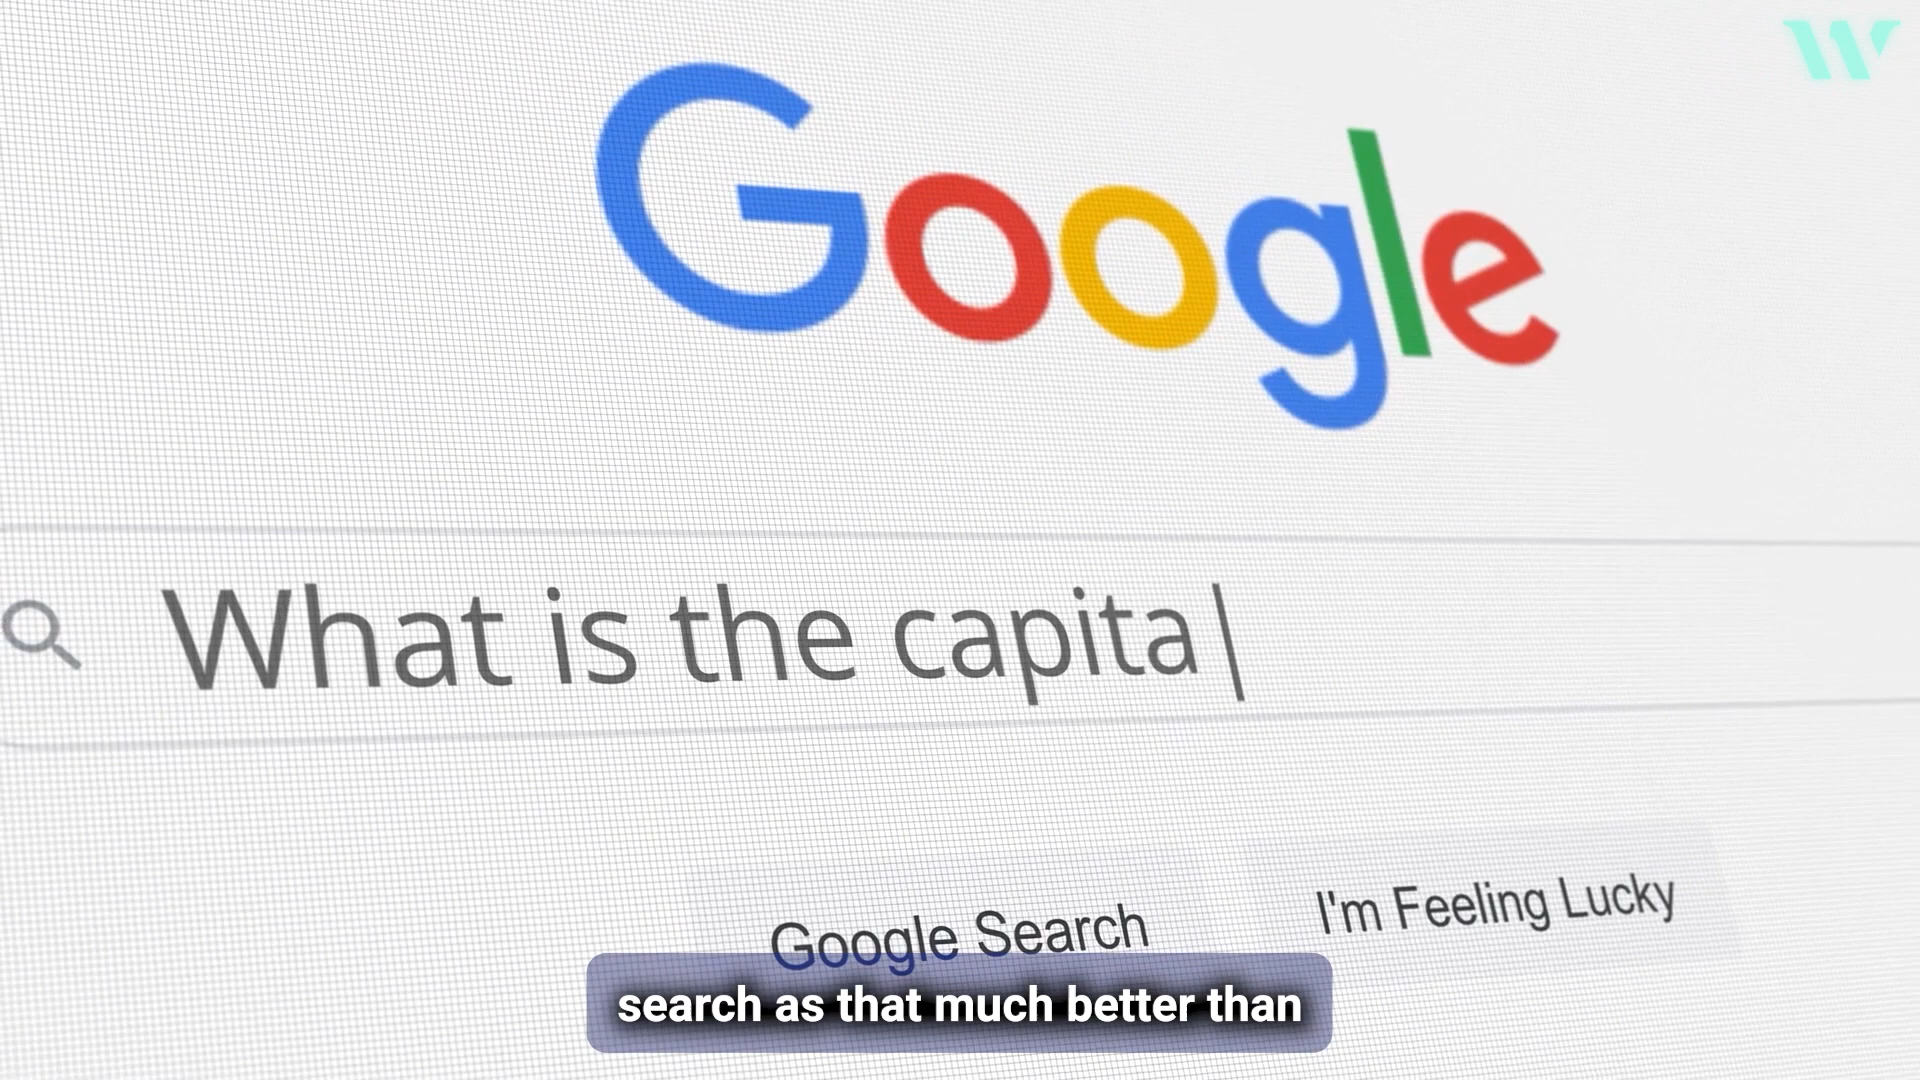 Google
What is the capita
Google Search
I'm Feeling Lucky
search as that much better than